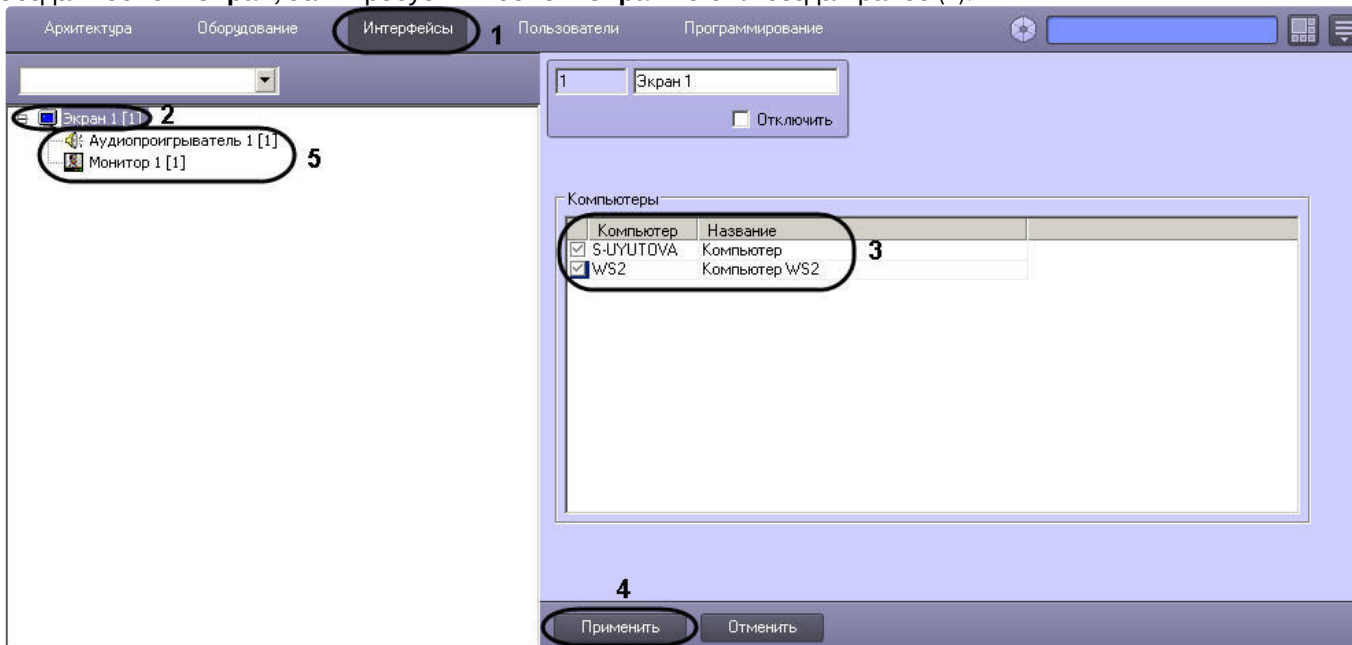 Архитектура Оборудование Интерфейсы 1 Пользователи Программирование
1 Экран 1
Отключить
Экран 1 [1] 2
Аудиопроигрыватель 1 [1]
Монитор 1 [1] 5
Компьютеры
Компьютер Название
S-UYUTOVA Компьютер 3
WS2 Компьютер WS2
4
Применить Отменить